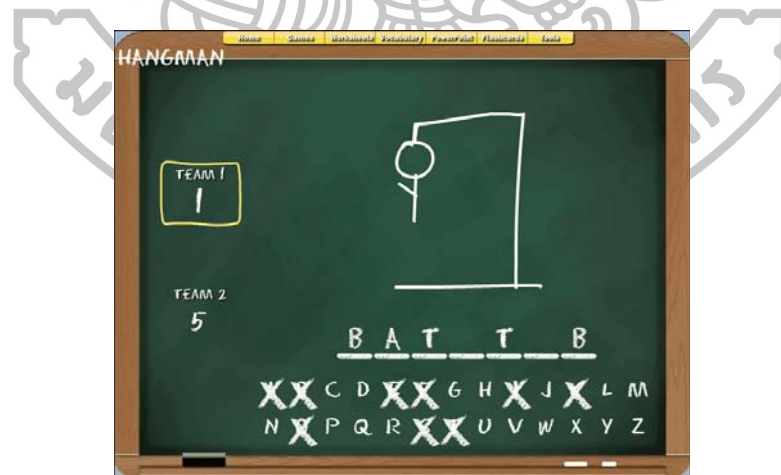 Home Games Worksheets Vocabulary PowerPoint Flashcards Tools
HANGMAN
TEAM 1
1
TEAM 2
5
B A T _ T _ B
C D G H J L M
N P Q R U V W X Y Z